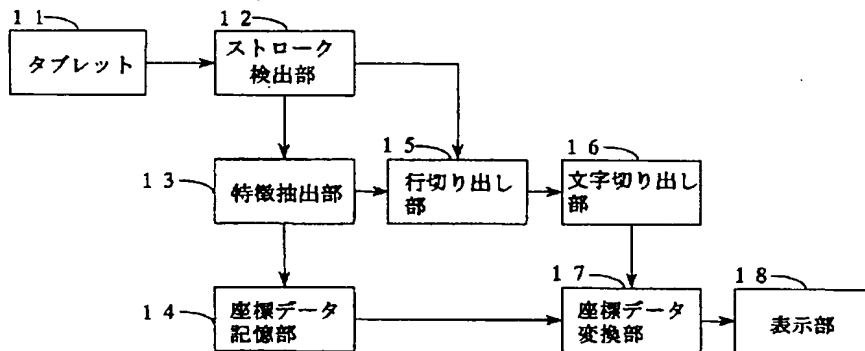 11
タブレット
12
ストローク
検出部
13
特徴抽出部
15
行切り出し
部
16
文字切り出し
部
14
座標データ
記憶部
17
座標データ
変換部
18
表示部